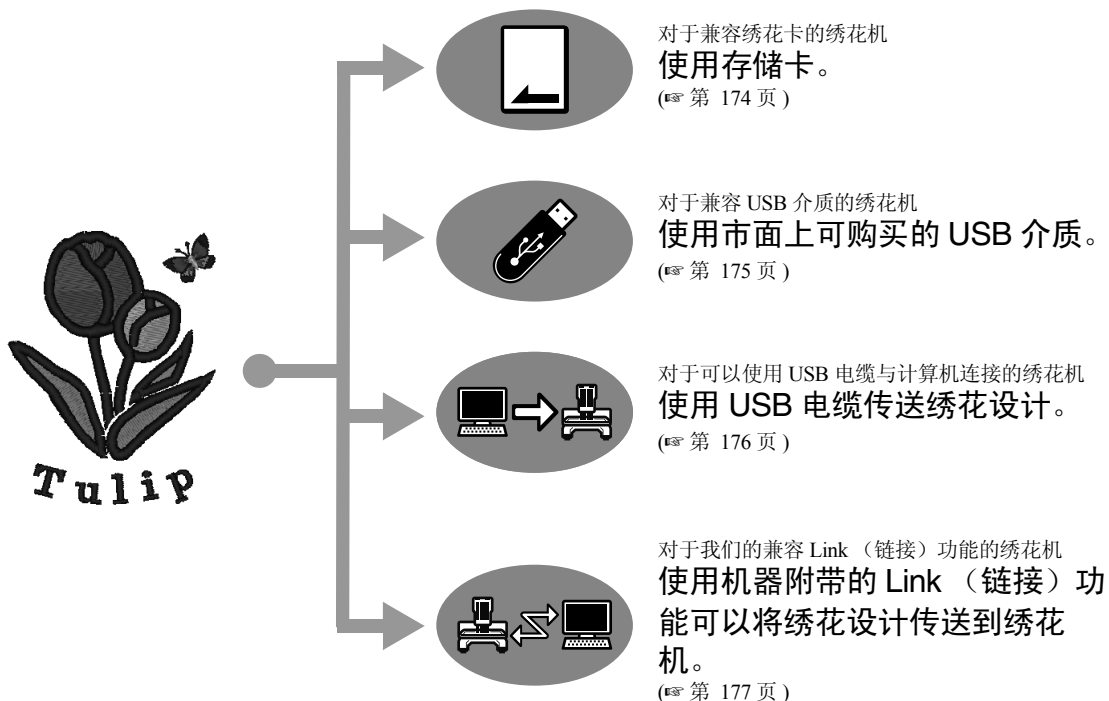 对于兼容绣花卡的绣花机
使用存储卡。
(☞ 第 174 页 )
对于兼容 USB 介质的绣花机
使用市面上可购买的 USB 介质。
(☞ 第 175 页 )
对于可以使用 USB 电缆与计算机连接的绣花机
使用 USB 电缆传送绣花设计。
(☞ 第 176 页 )
Tulip
对于我们的兼容 Link （链接）功能的绣花机
使用机器附带的 Link （链接）功
能可以将绣花设计传送到绣花
机。
(☞ 第 177 页 )